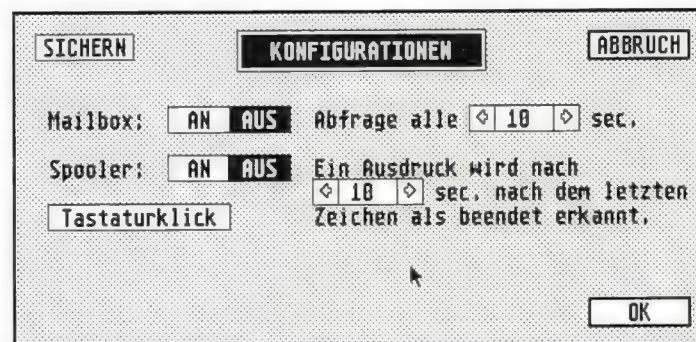 SICHERN KONFIGURATIONEN ABBRUCH
Mailbox: AN AUS Abfrage alle 10 sec.
Spooler: AN AUS Ein Ausdruck wird nach
10 sec. nach dem letzten
Tastaturklick Zeichen als beendet erkannt.
OK